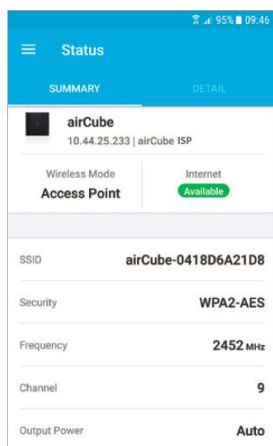 95% 09:46
Status
SUMMARY DETAIL
airCube
10.44.25.233 | airCube ISP
Wireless Mode Internet
Access Point Available
SSID airCube-0418D6A21D8
Security WPA2-AES
Frequency 2452 MHz
Channel 9
Output Power Auto